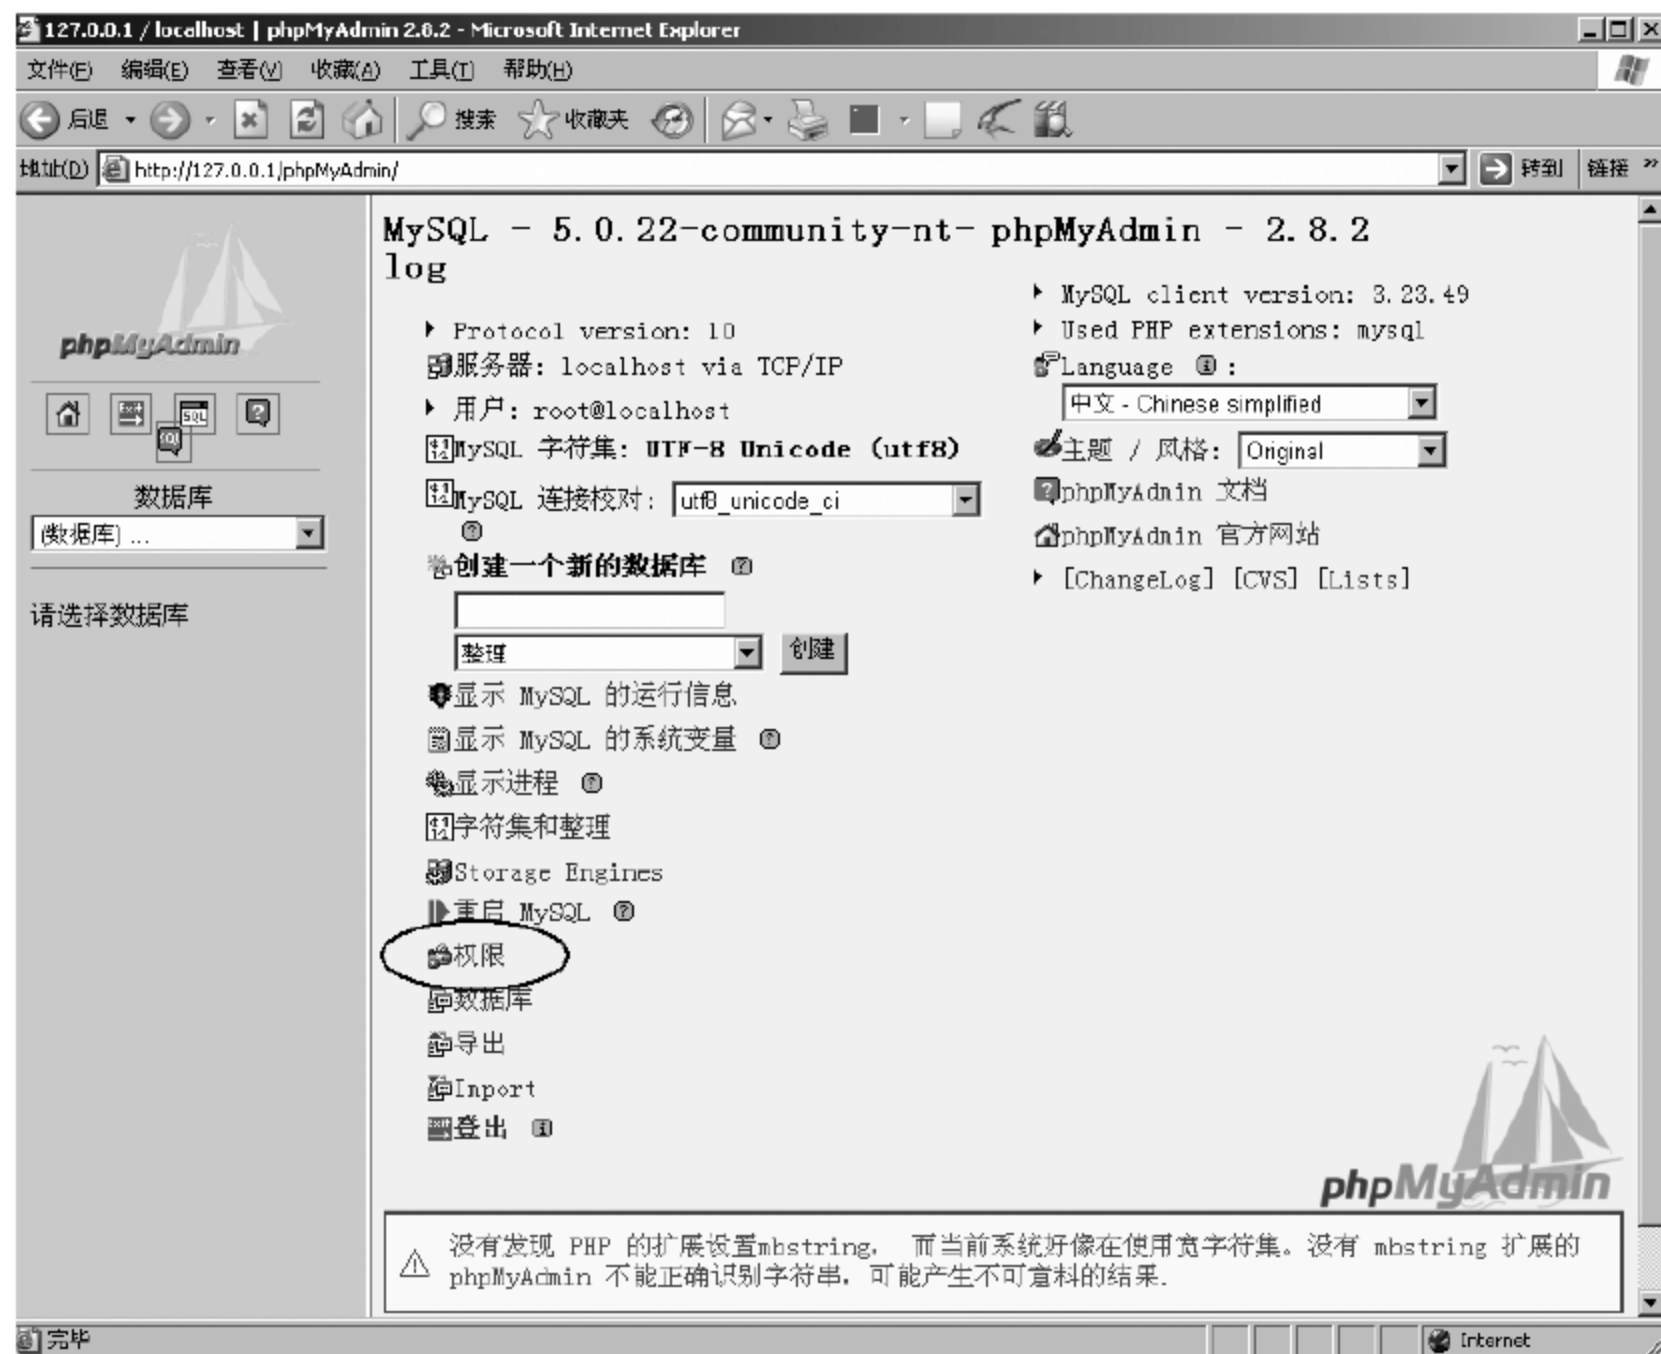 127.0.0.1 / localhost | phpMyAdmin 2.8.2 - Microsoft Internet Explorer
文件(F) 编辑(E) 查看(V) 收藏(A) 工具(T) 帮助(H)
后退 搜索 收藏夹
地址(D) http://127.0.0.1/phpMyAdmin/ 转到 链接 »
phpMyAdmin
Exit SQL
SQL
数据库
(数据库) ...
请选择数据库
MySQL - 5.0.22-community-nt-
log
Protocol version: 10
服务器: localhost via TCP/IP
用户: root@localhost
MySQL 字符集: UTF-8 Unicode (utf8)
MySQL 连接校对: utf8_unicode_ci
创建一个新的数据库
整理 创建
显示 MySQL 的运行信息
显示 MySQL 的系统变量
显示进程
字符集和整理
Storage Engines
重启 MySQL
权限
数据库
导出
Import
登出
phpMyAdmin - 2.8.2
MySQL client version: 3.23.49
Used PHP extensions: mysql
Language :
中文 - Chinese simplified
主题 / 风格: Original
phpMyAdmin 文档
phpMyAdmin 官方网站
[ChangeLog] [CVS] [Lists]
phpMyAdmin
没有发现 PHP 的扩展设置mbstring, 而当前系统好像在使用宽字符集。没有 mbstring 扩展的
phpMyAdmin 不能正确识别字符串, 可能产生不可意料的结果.
完毕 Internet